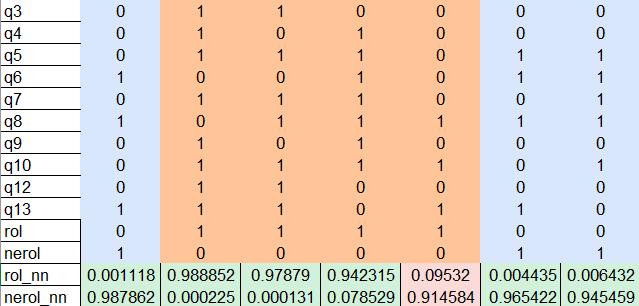 q3 0 1 1 0 0 0 0
q4 0 1 0 1 0 0 0
q5 0 1 1 1 0 1 1
q6 1 0 0 1 0 1 1
q7 0 1 1 1 0 0 1
q8 1 0 1 1 1 1 1
q9 0 1 0 1 0 0 0
q10 0 1 1 1 1 0 1
q12 0 1 1 0 0 0 0
q13 1 1 1 0 1 1 0
rol 0 1 1 1 1 0 0
nerol 1 0 0 0 0 1 1
rol_nn 0.001118 0.988852 0.97879 0.942315 0.09532 0.004435 0.006432
nerol_nn 0.987862 0.000225 0.000131 0.078529 0.914584 0.965422 0.945459